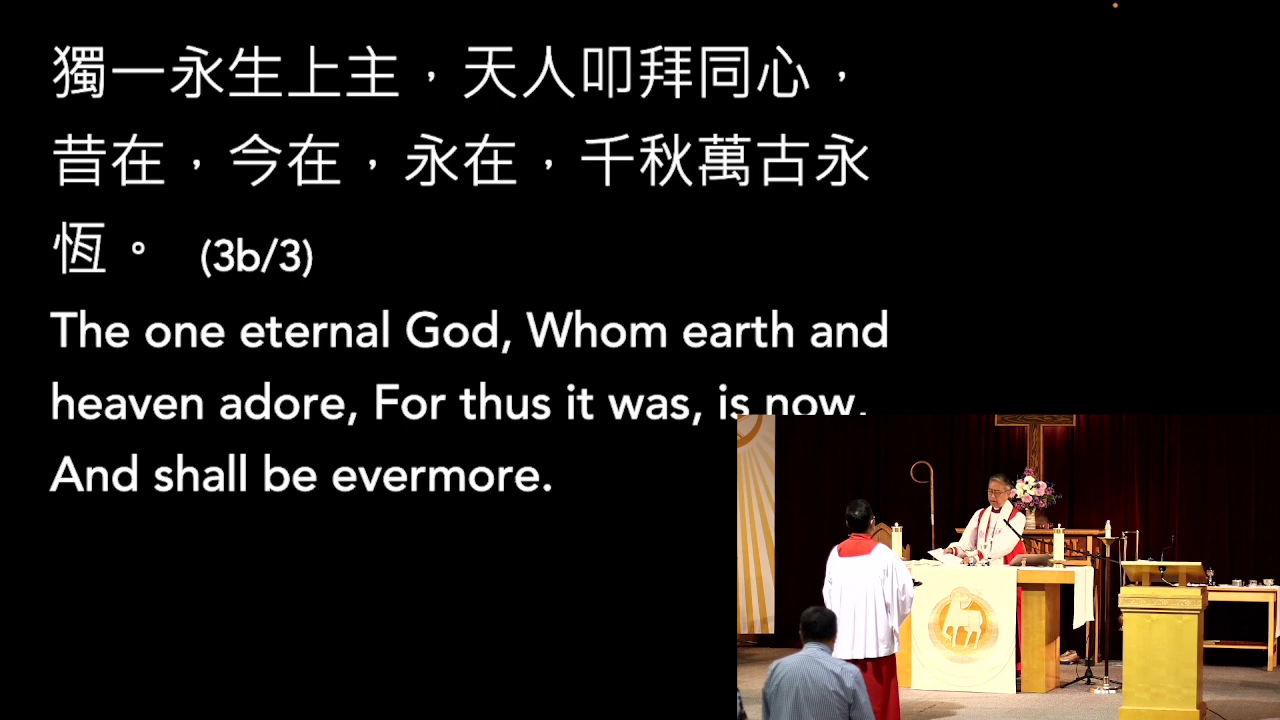 獨一永生上主，天人叩拜同心，
昔在，今在，永在，千秋萬古永
恆。 (3b/3)
The one eternal God, Whom earth and
heaven adore, For thus it was, is now,
And shall be evermore.